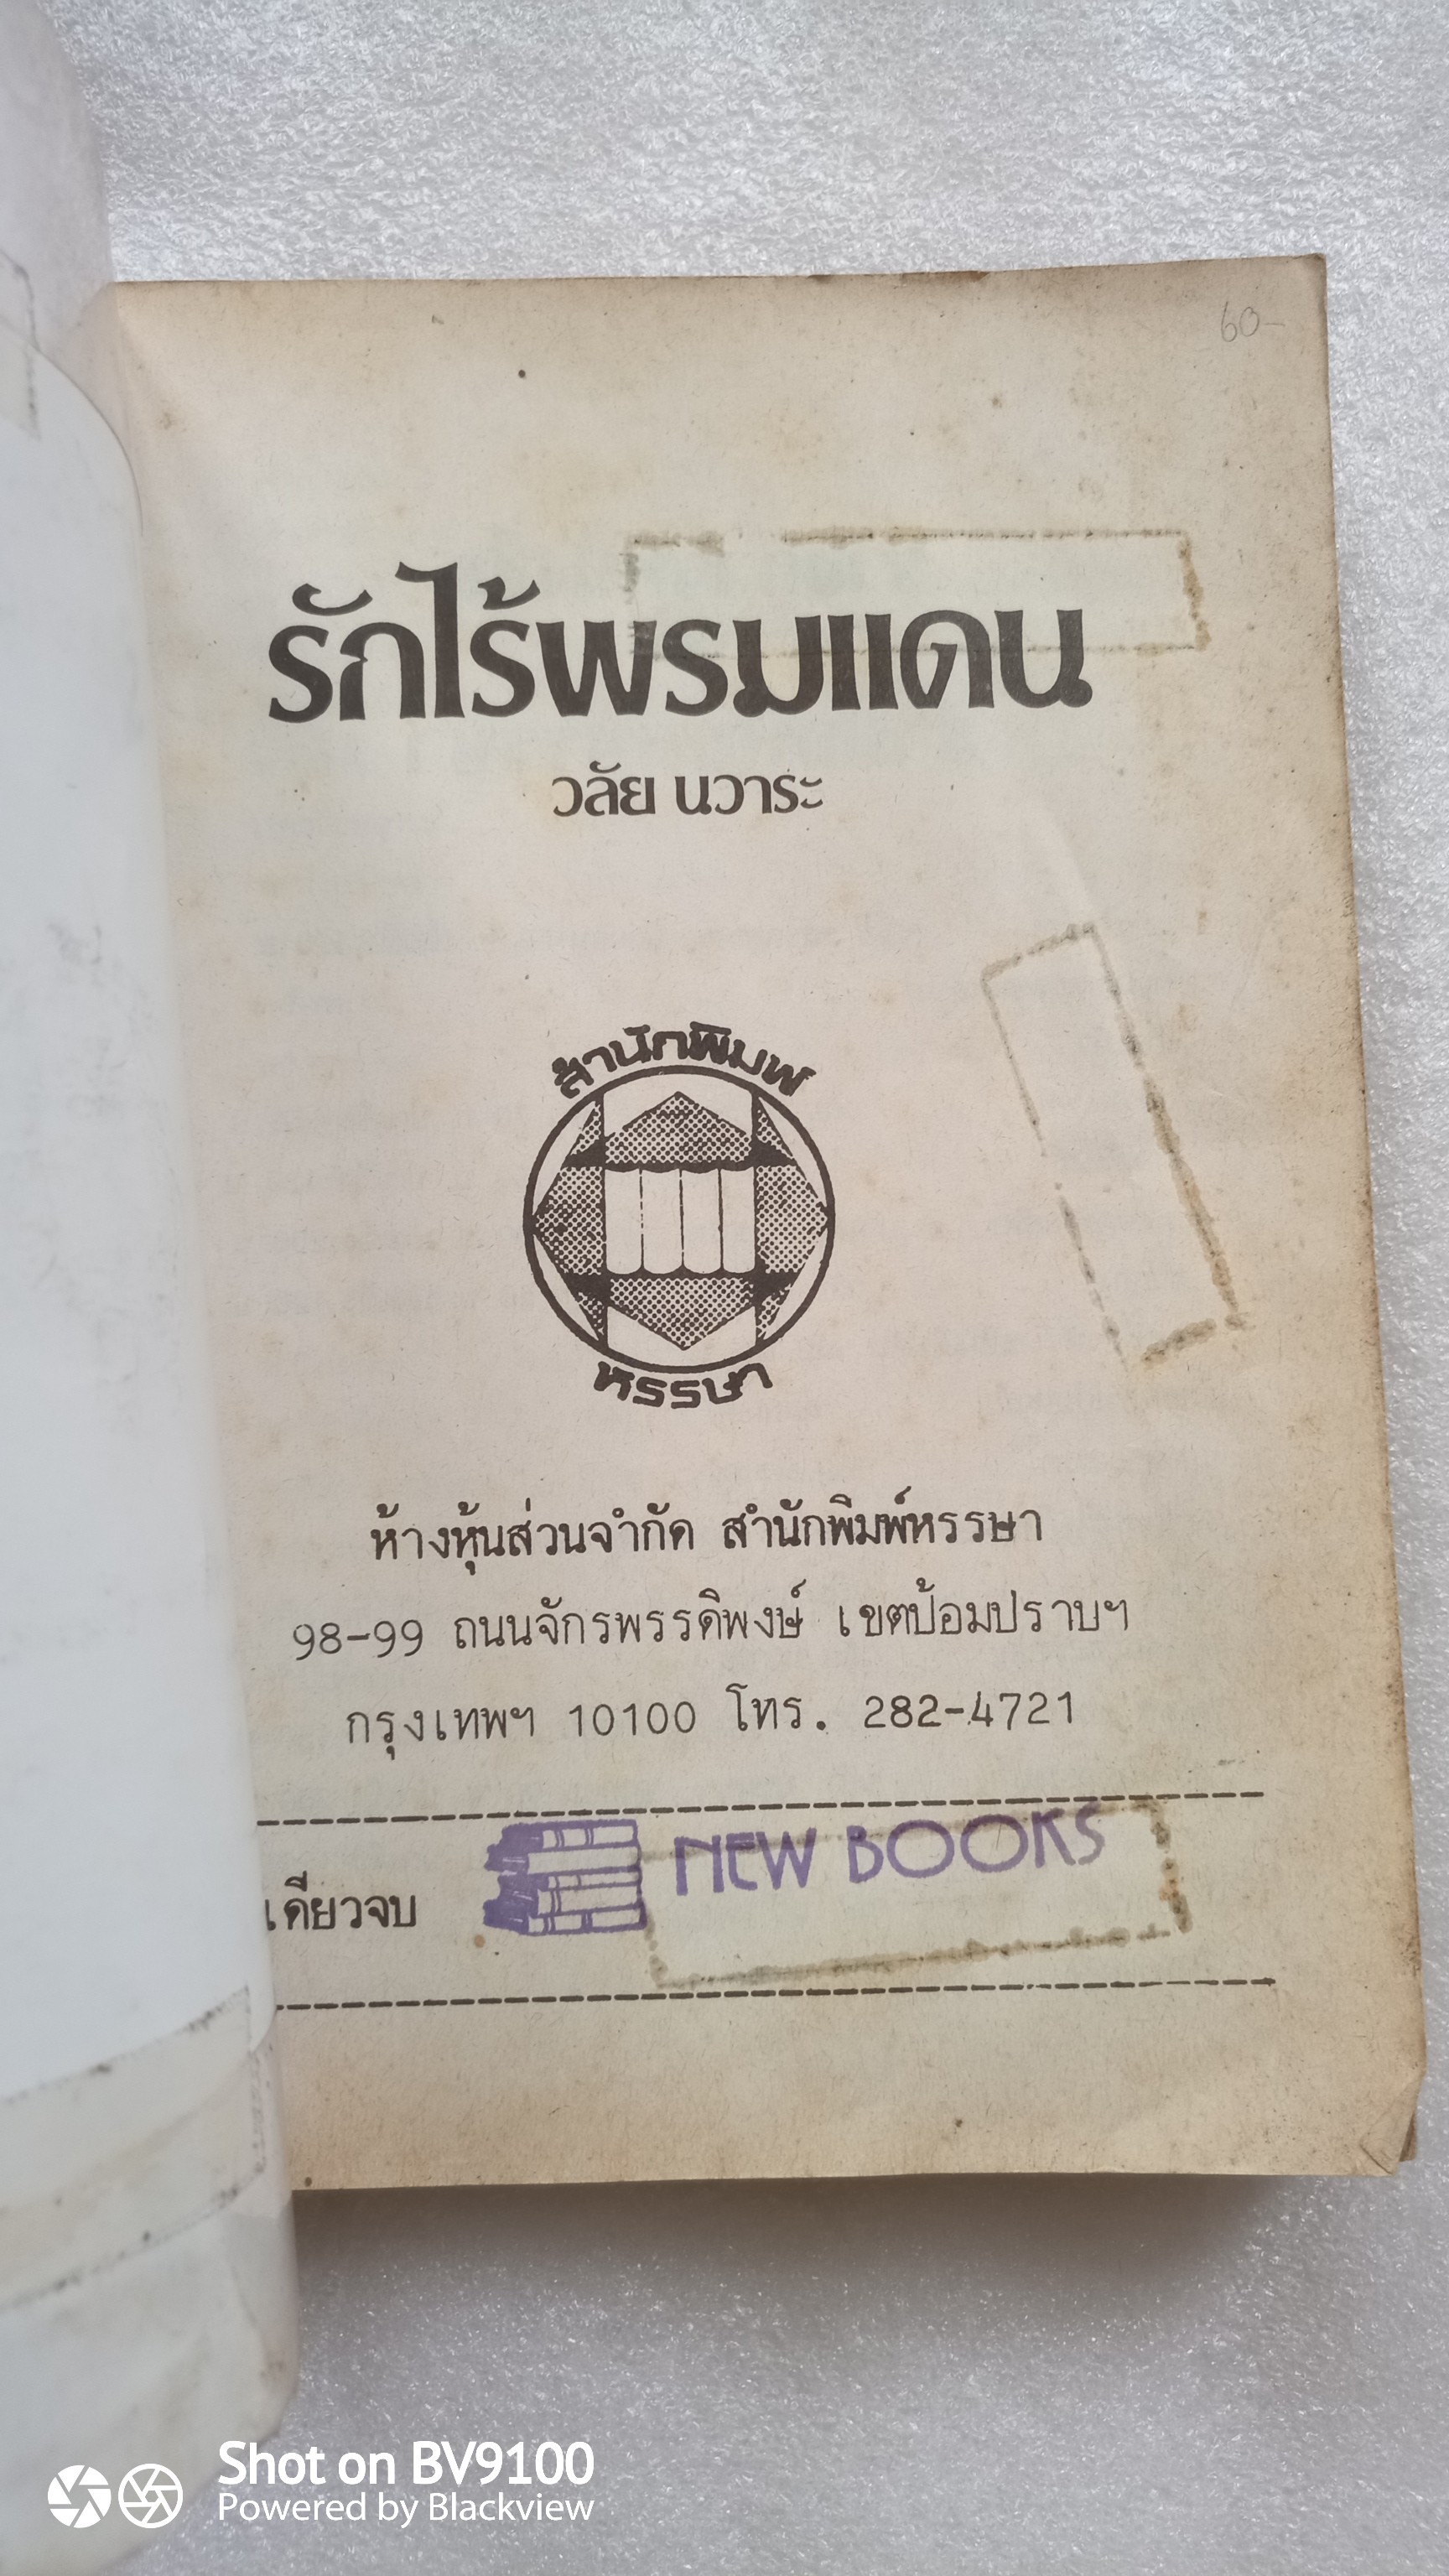 60-
รักไร้พรมแดน
วลัย นวาระ
สำนักพิมพ์
หรรษา
ห้างหุ้นส่วนจำกัด สำนักพิมพ์หรรษา
98-99 ถนนจักรพรรดิพงษ์ เขตป้อมปราบฯ
กรุงเทพฯ 10100 โทร. 282-4721
NEW BOOKS
เดียวจบ
Shot on BV9100
Powered by Blackview